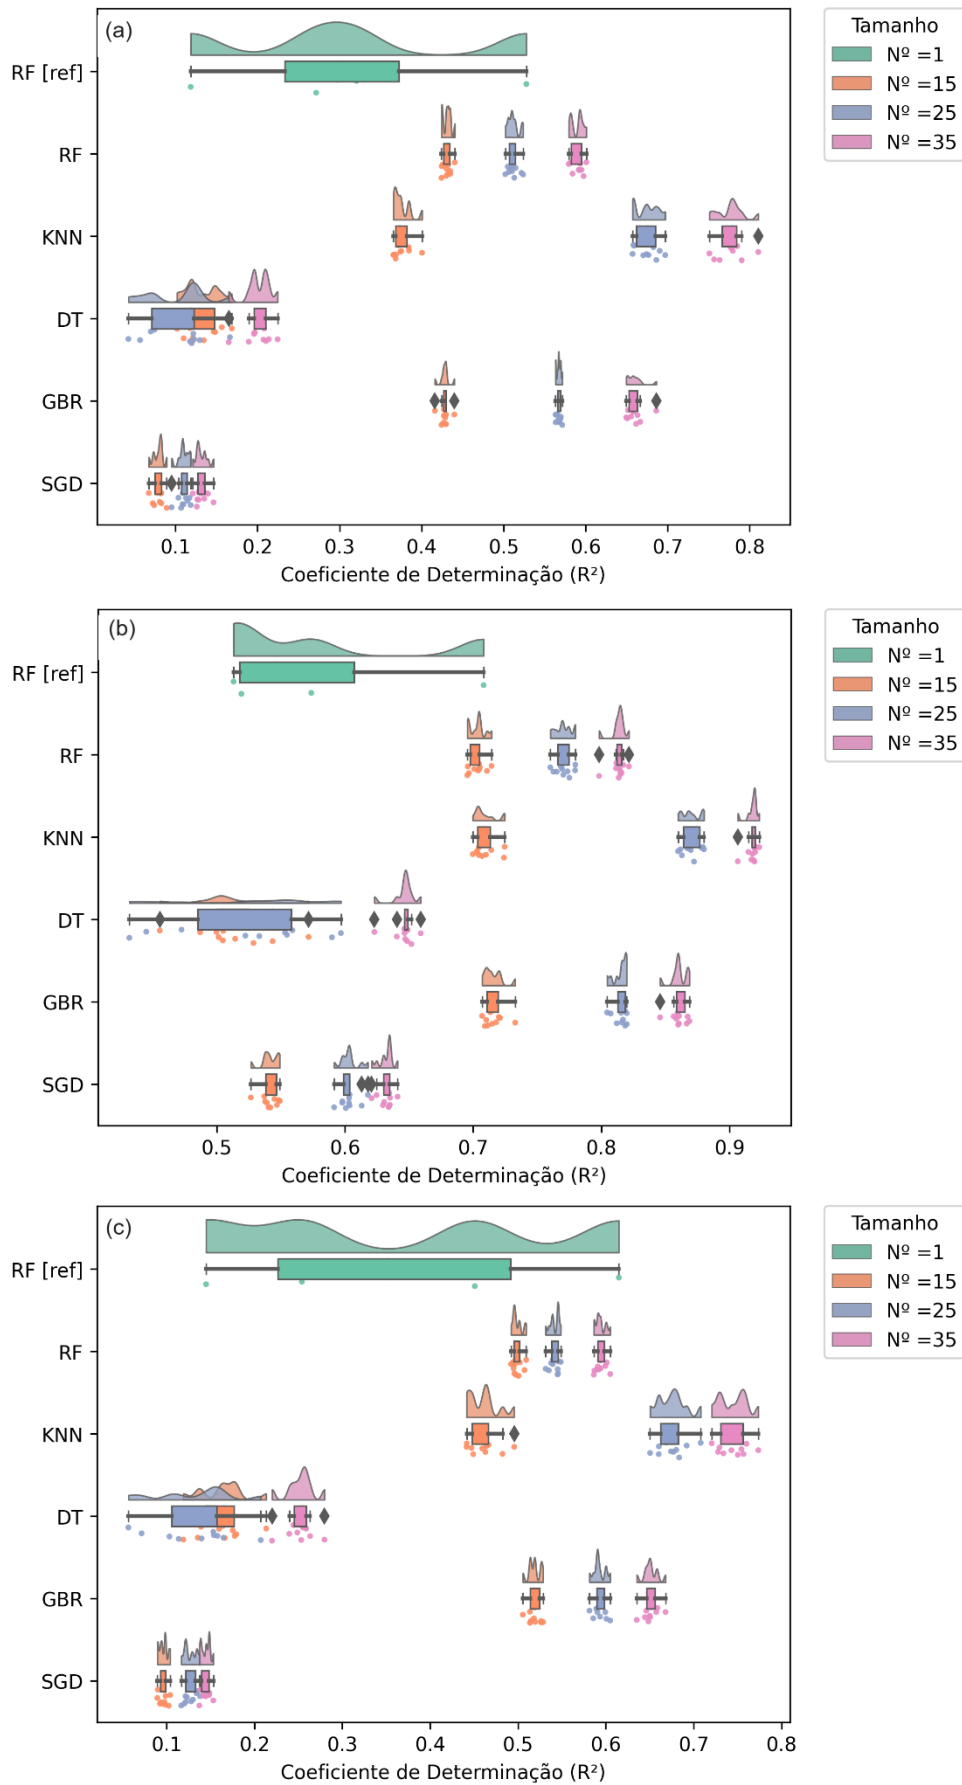 (a)
RF [ref]
RF
KNN
DT
GBR
SGD
0.1 0.2 0.3 0.4 0.5 0.6 0.7 0.8
Coeficiente de Determinação (R²)
Tamanho
Nº =1
Nº =15
Nº =25
Nº =35
(b)
RF [ref]
RF
KNN
DT
GBR
SGD
0.5 0.6 0.7 0.8 0.9
Coeficiente de Determinação (R²)
Tamanho
Nº =1
Nº =15
Nº =25
Nº =35
(c)
RF [ref]
RF
KNN
DT
GBR
SGD
0.1 0.2 0.3 0.4 0.5 0.6 0.7 0.8
Coeficiente de Determinação (R²)
Tamanho
Nº =1
Nº =15
Nº =25
Nº =35